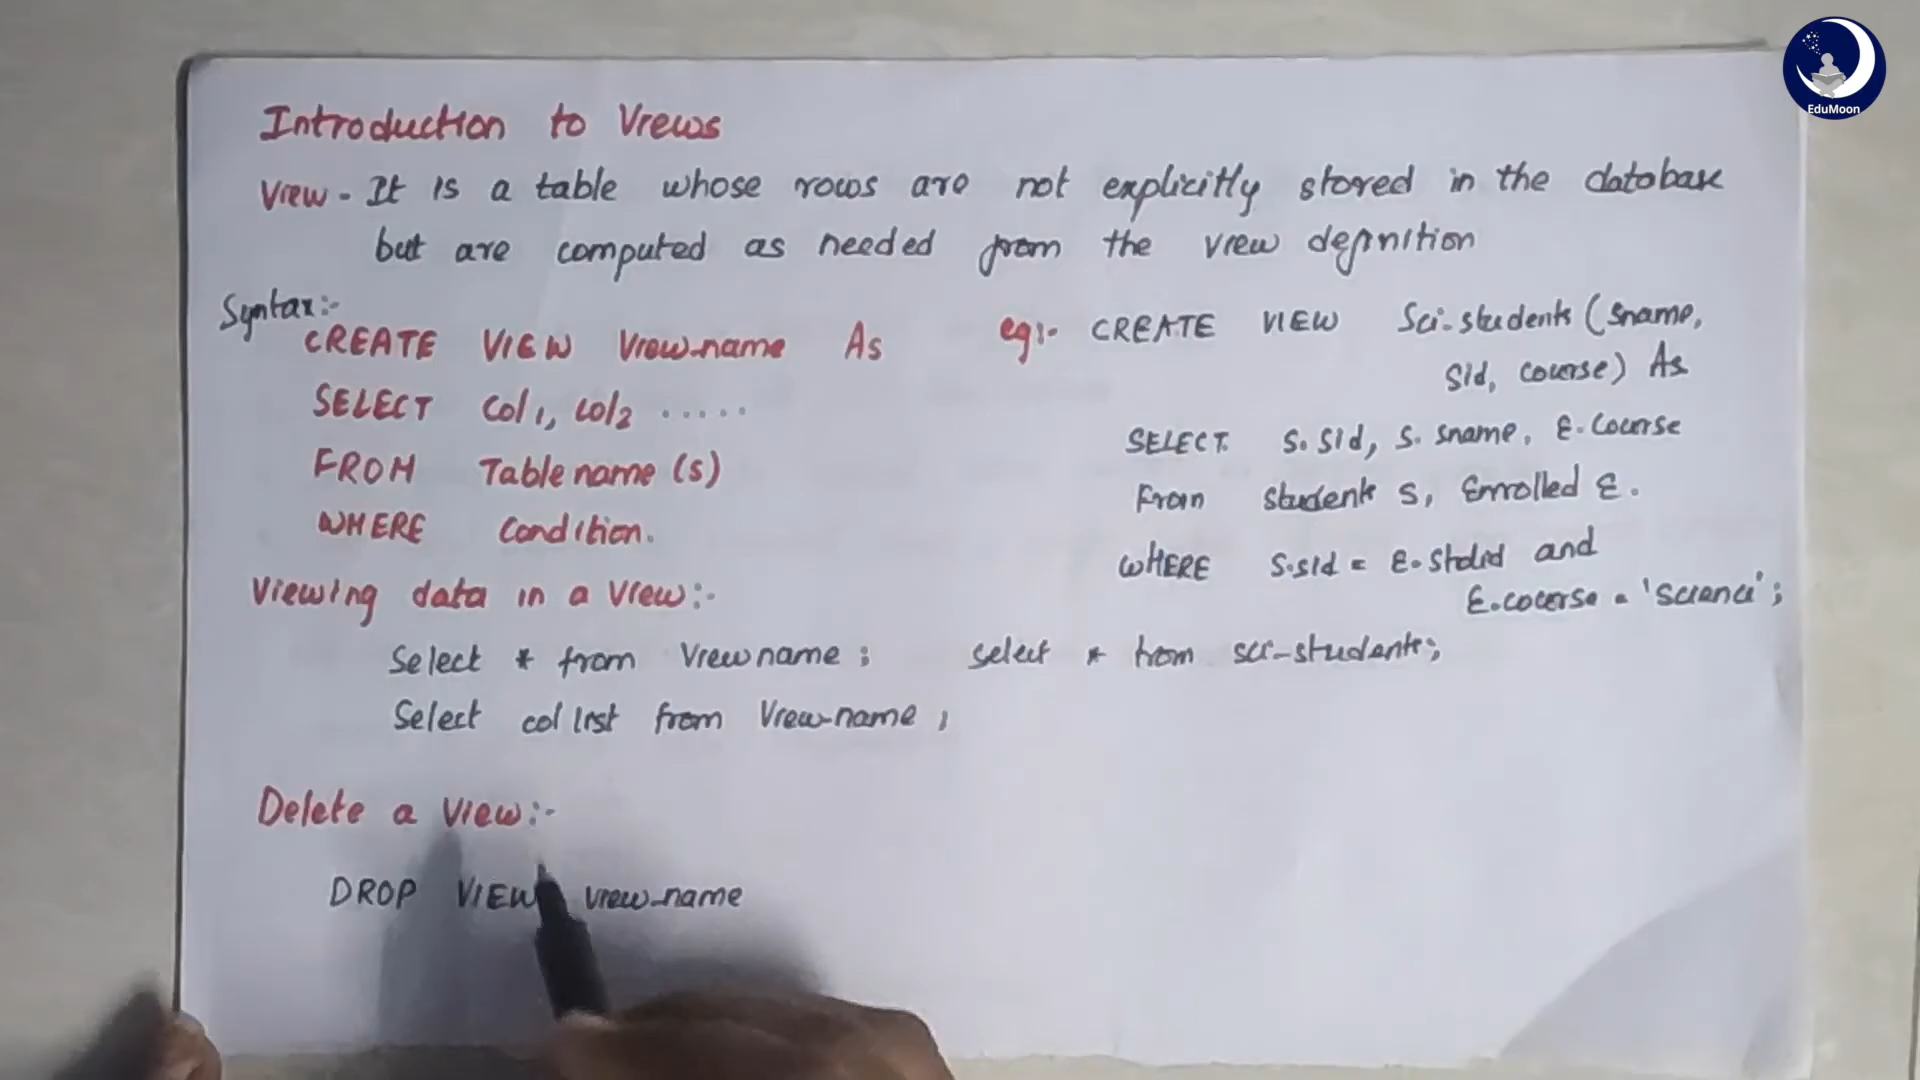 Introduction to Views
View - It is a table whose rows are not explicitly stored in the database
but are computed as needed from the view definition
Syntax:-
CREATE VIEW View-name As
SELECT Col1, Col2 .....
FROM Table name (s)
WHERE Condition.
eg:- CREATE VIEW Sci-students (sname,
sid, course) As
SELECT S.sid, S.sname, E.Course
From students S, Enrolled E.
WHERE S.sid = E.stdid and
E.course = 'science';
Viewing data in a View:-
Select * from Viewname; select * from sci-students;
Select col list from View-name;
Delete a View:-
DROP VIEW view-name
EduMoon